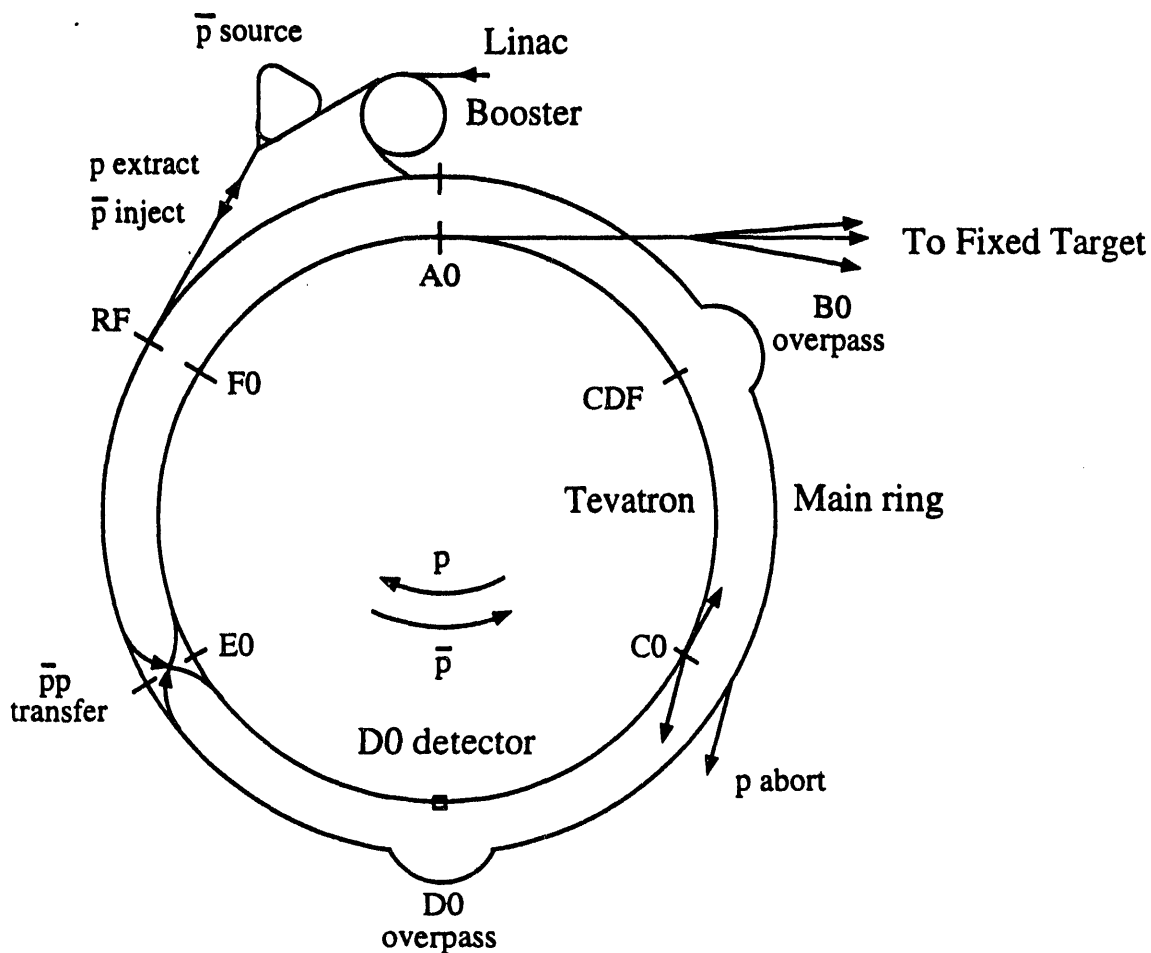 p̅ source
Linac
Booster
p extract
p̅ inject
To Fixed Target
A0
RF
B0
overpass
F0
CDF
Tevatron
Main ring
p
p̅
E0
C0
p̅p
transfer
D0 detector
p abort
D0
overpass